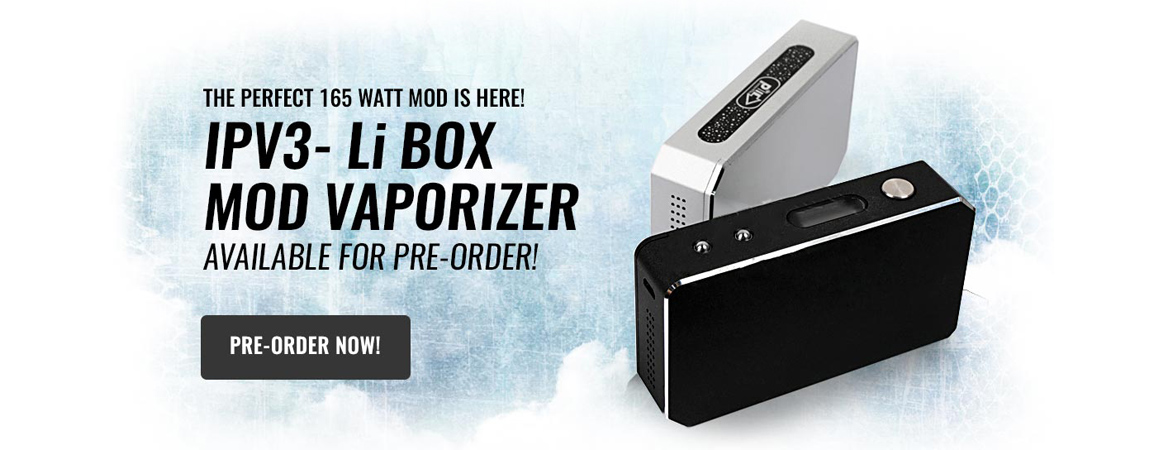 THE PERFECT 165 WATT MOD IS HERE!
IPV3- Li BOX
MOD VAPORIZER
AVAILABLE FOR PRE-ORDER!
PRE-ORDER NOW!